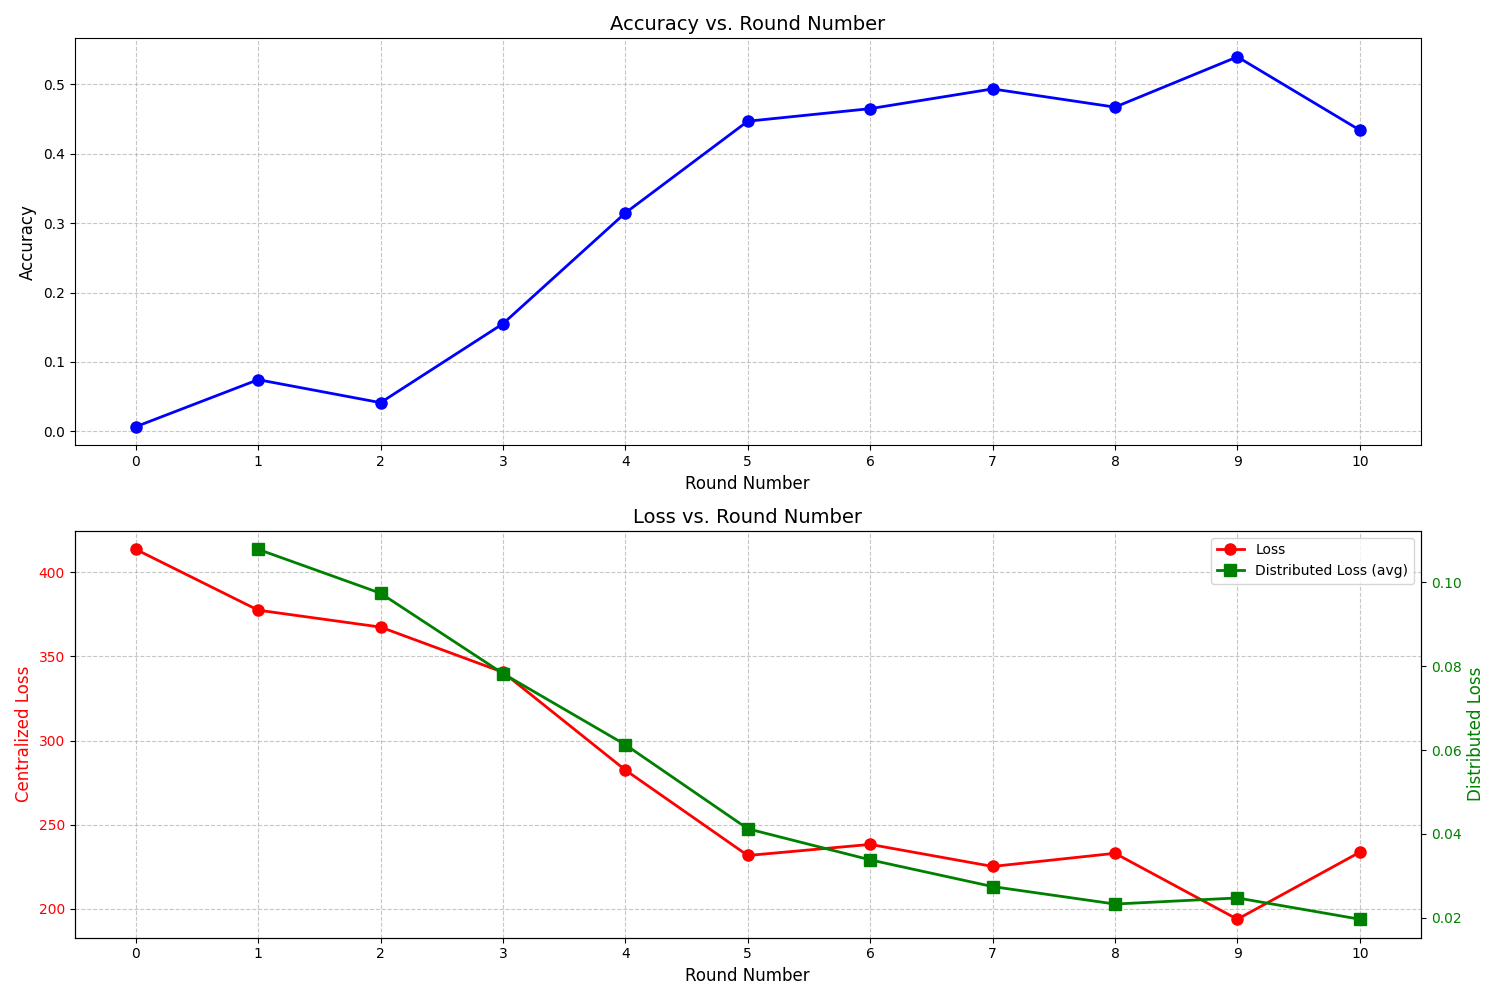 Accuracy vs. Round Number
Accuracy
0.5
0.4
0.3
0.2
0.1
0.0
0 1 2 3 4 5 6 7 8 9 10
Round Number
Loss vs. Round Number
Centralized Loss
400
350
300
250
200
Loss
Distributed Loss (avg)
0.10
0.08
0.06
0.04
0.02
Distributed Loss
0 1 2 3 4 5 6 7 8 9 10
Round Number